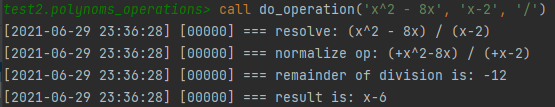 test2.polynoms_operations> call do_operation('x^2 - 8x', 'x-2', '/')
[2021-06-29 23:36:28] [00000] === resolve: (x^2 - 8x) / (x-2)
[2021-06-29 23:36:28] [00000] === normalize op: (+x^2-8x) / (+x-2)
[2021-06-29 23:36:28] [00000] === remainder of division is: -12
[2021-06-29 23:36:28] [00000] === result is: x-6